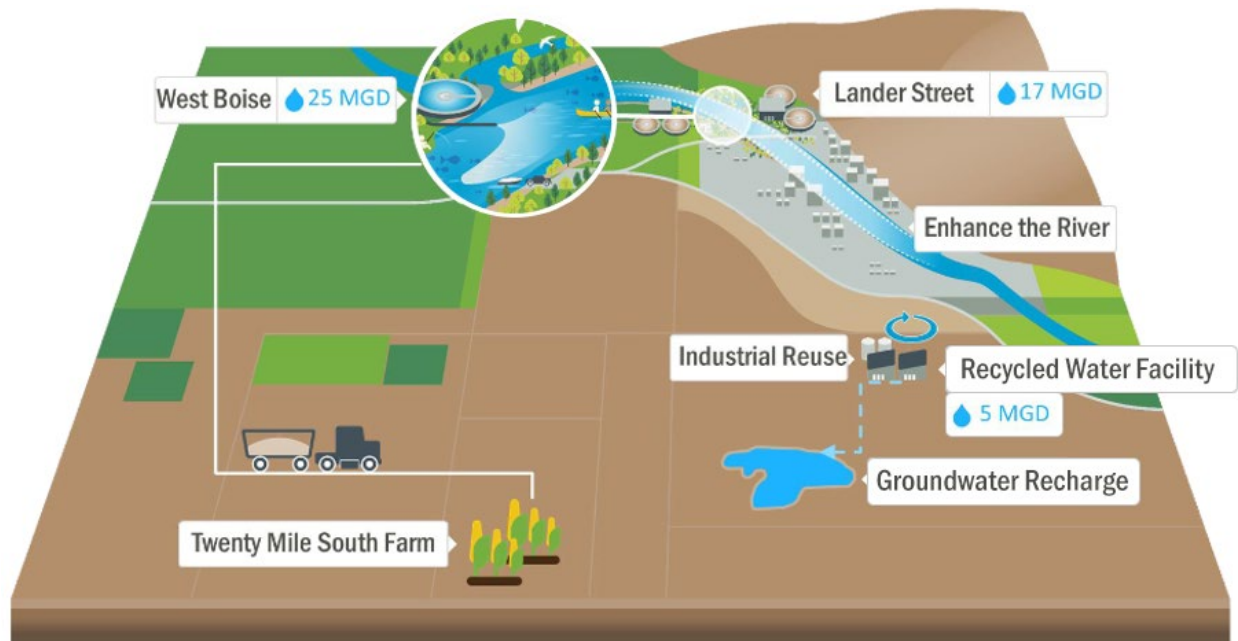 West Boise 25 MGD
Lander Street 17 MGD
Enhance the River
Industrial Reuse
Recycled Water Facility
5 MGD
Groundwater Recharge
Twenty Mile South Farm